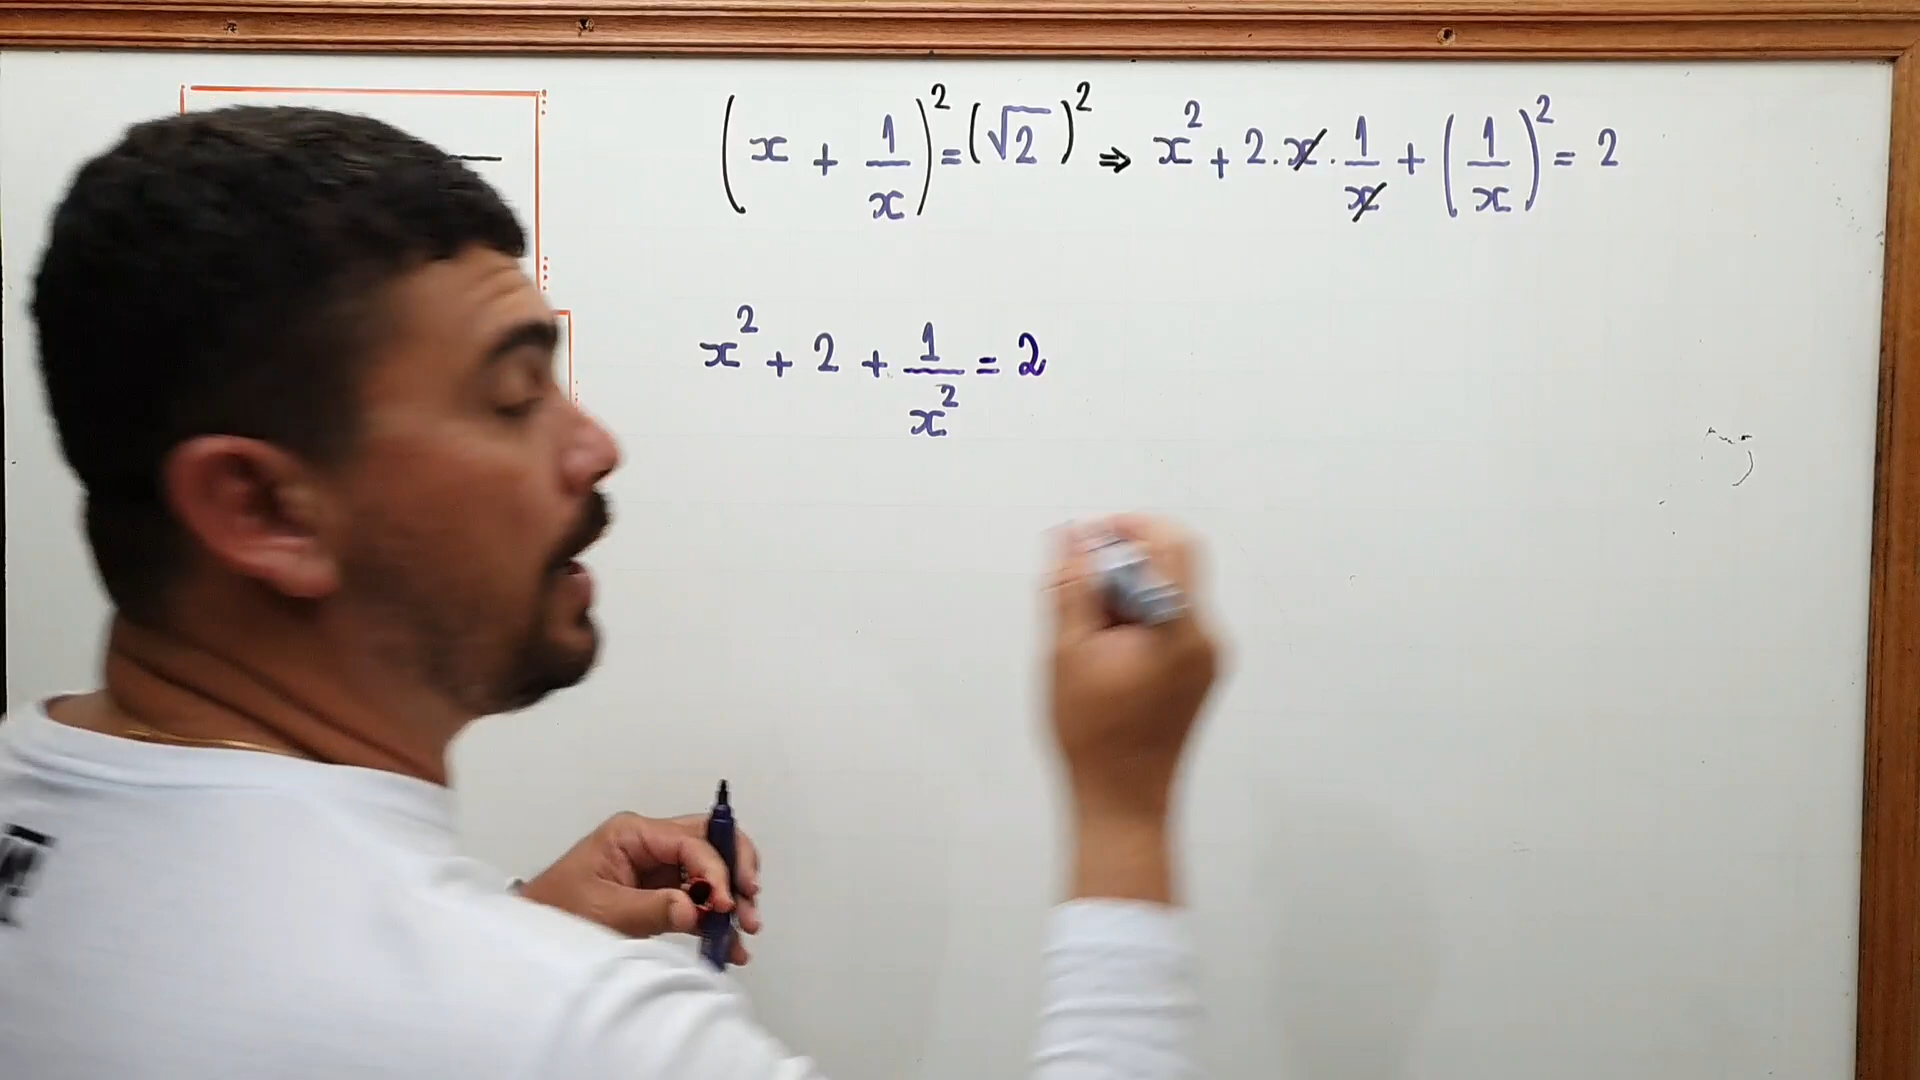 (x + 1/x)² = (√2)² ⇒ x² + 2 . x . 1/x + (1/x)² = 2
x² + 2 + 1/x² = 2